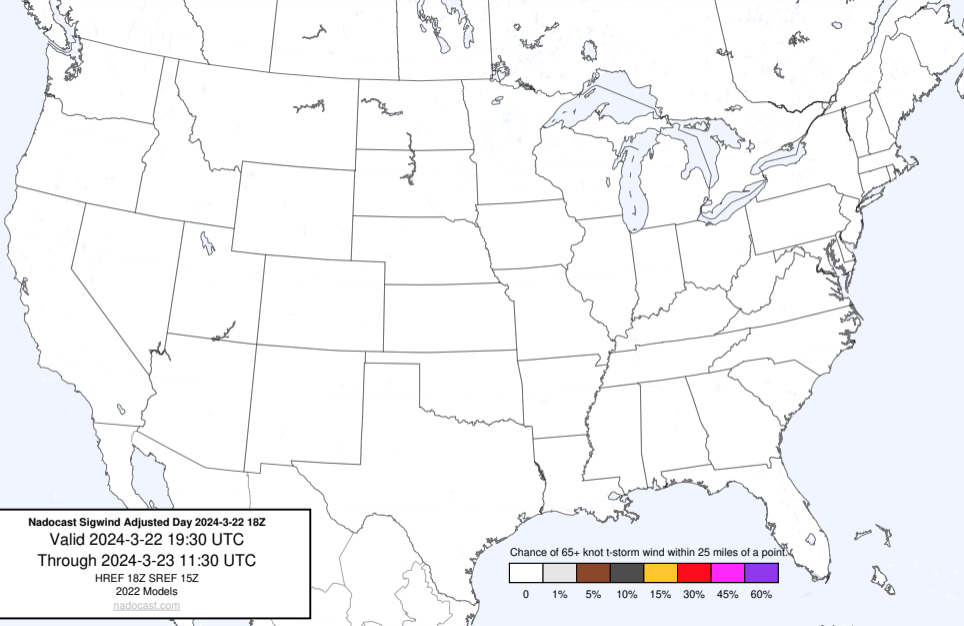 Nadocast Sigwind Adjusted Day 2024-3-22 18Z
Valid 2024-3-22 19:30 UTC
Through 2024-3-23 11:30 UTC
HREF 18Z SREF 15Z
2022 Models
nadocast.com
Chance of 65+ knot t-storm wind within 25 miles of a point.
0 1% 5% 10% 15% 30% 45% 60%